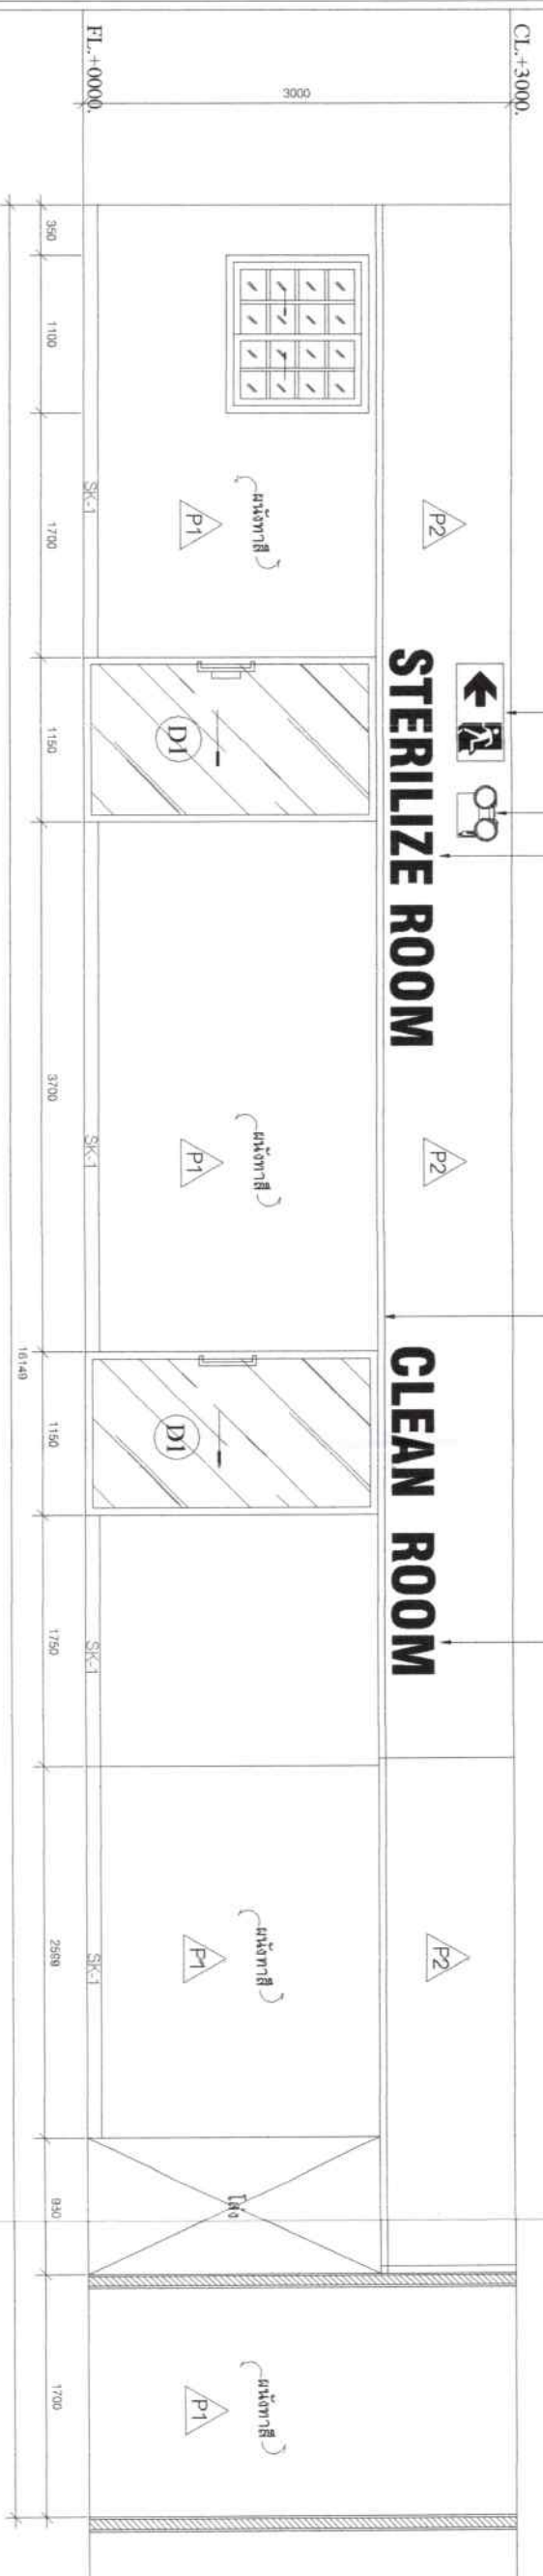 CL.+3000.
3000
FL.+0000.
P2
P2
P2
STERILIZE ROOM
CLEAN ROOM
ผนังทาสี
ผนังทาสี
ผนังทาสี
ผนังทาสี
P1
P1
P1
P1
D1
D1
โล่ง
SK-1
SK-1
SK-1
SK-1
350
1100
1700
1150
3700
1150
1750
1700